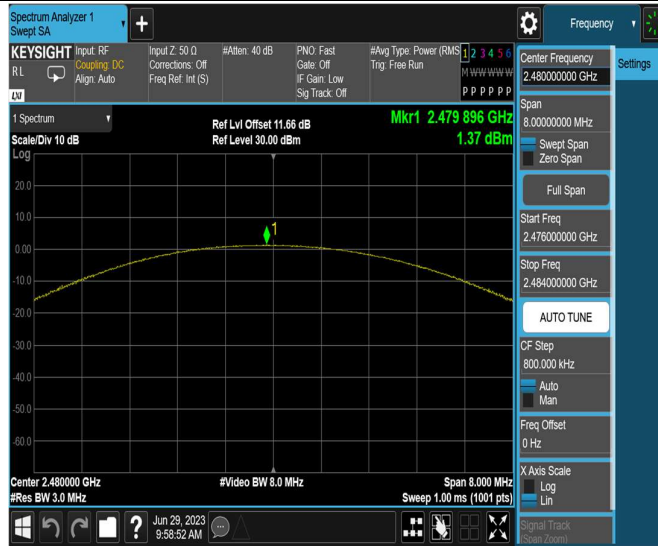 Spectrum Analyzer 1
Swept SA
Frequency
KEYSIGHT
Input: RF
Input Z: 50 Ω
#Atten: 40 dB
PNO: Fast
#Avg Type: Power (RMS
1 2 3 4 5 6
R L
Coupling: DC
Corrections: Off
Gate: Off
Trig: Free Run
Align: Auto
Freq Ref: Int (S)
IF Gain: Low
M W W W W W
Sig Track: Off
P P P P P P
LXI
1 Spectrum
Scale/Div 10 dB
Ref Lvl Offset 11.66 dB
Ref Level 30.00 dBm
Mkr1 2.479 896 GHz
1.37 dBm
Log
20.0
10.0
0.00
-10.0
-20.0
-30.0
-40.0
-50.0
-60.0
1
Center 2.480000 GHz
#Video BW 8.0 MHz
Span 8.000 MHz
#Res BW 3.0 MHz
Sweep 1.00 ms (1001 pts)
Jun 29, 2023
9:58:52 AM
Center Frequency
2.480000000 GHz
Settings
Span
8.00000000 MHz
Swept Span
Zero Span
Full Span
Start Freq
2.476000000 GHz
Stop Freq
2.484000000 GHz
AUTO TUNE
CF Step
800.000 kHz
Auto
Man
Freq Offset
0 Hz
X Axis Scale
Log
Lin
Signal Track
(Span Zoom)